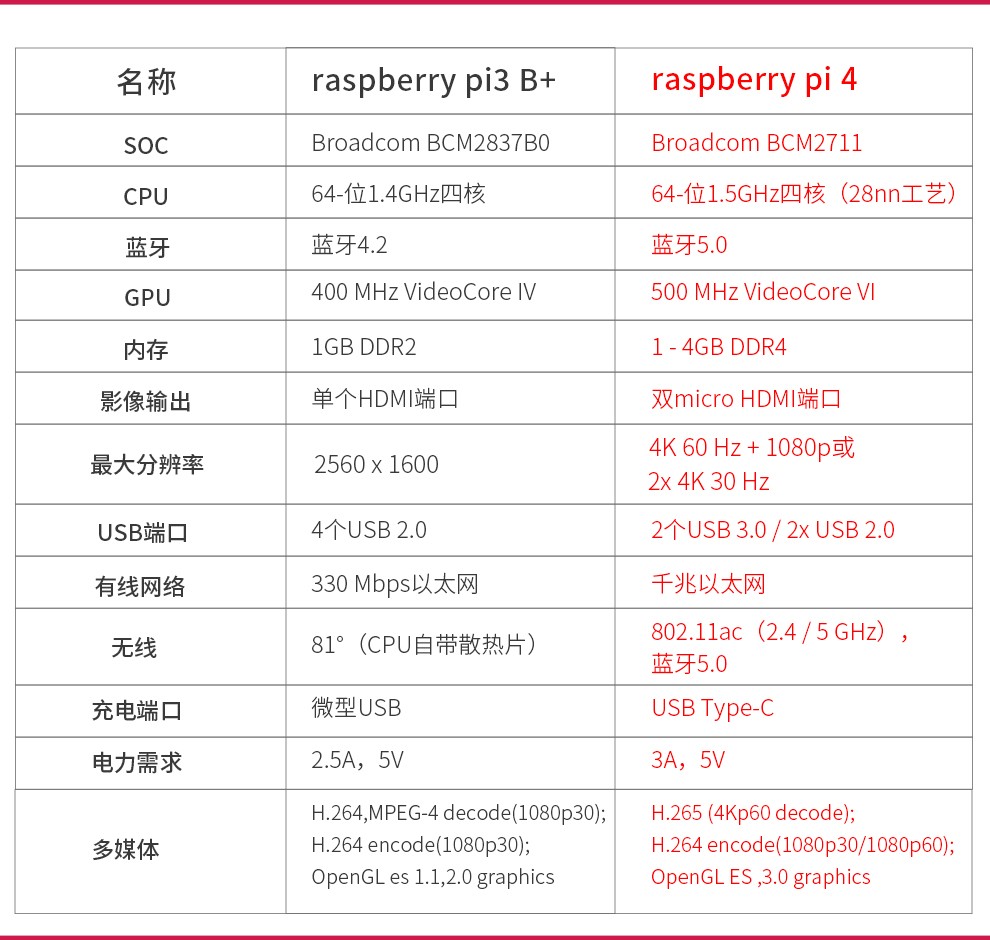 名称 raspberry pi3 B+ raspberry pi 4
SOC Broadcom BCM2837B0 Broadcom BCM2711
CPU 64-位1.4GHz四核 64-位1.5GHz四核（28nn工艺）
蓝牙 蓝牙4.2 蓝牙5.0
GPU 400 MHz VideoCore IV 500 MHz VideoCore VI
内存 1GB DDR2 1 - 4GB DDR4
影像输出 单个HDMI端口 双micro HDMI端口
最大分辨率 2560 x 1600 4K 60 Hz + 1080p或
2x 4K 30 Hz
USB端口 4个USB 2.0 2个USB 3.0 / 2x USB 2.0
有线网络 330 Mbps以太网 千兆以太网
无线 81°（CPU自带散热片） 802.11ac（2.4 / 5 GHz），
蓝牙5.0
充电端口 微型USB USB Type-C
电力需求 2.5A，5V 3A，5V
多媒体 H.264,MPEG-4 decode(1080p30);
H.264 encode(1080p30);
OpenGL es 1.1,2.0 graphics
H.265 (4Kp60 decode);
H.264 encode(1080p30/1080p60);
OpenGL ES ,3.0 graphics